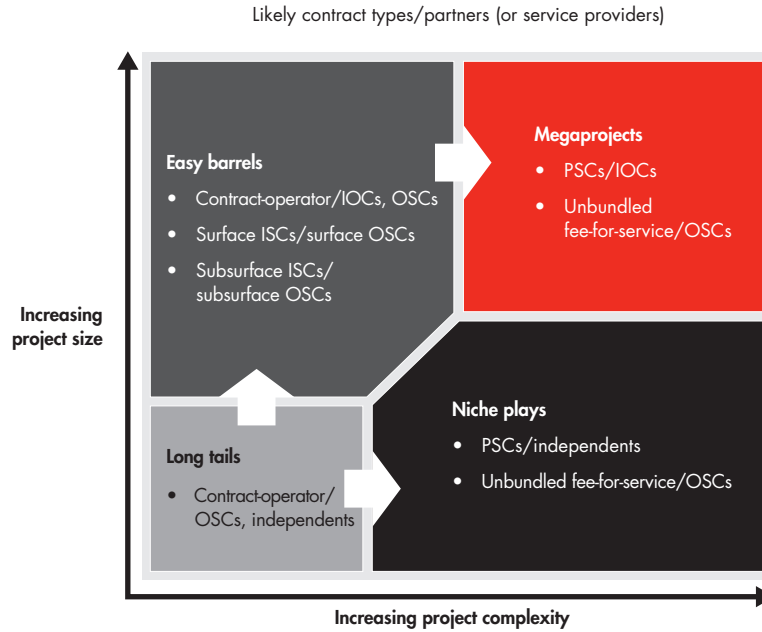 Likely contract types/partners (or service providers)
Easy barrels
• Contract-operator/IOCs, OSCs
• Surface ISCs/surface OSCs
• Subsurface ISCs/
subsurface OSCs
Megaprojects
• PSCs/IOCs
• Unbundled
fee-for-service/OSCs
Increasing
project size
Long tails
• Contract-operator/
OSCs, independents
Niche plays
• PSCs/independents
• Unbundled fee-for-service/OSCs
Increasing project complexity